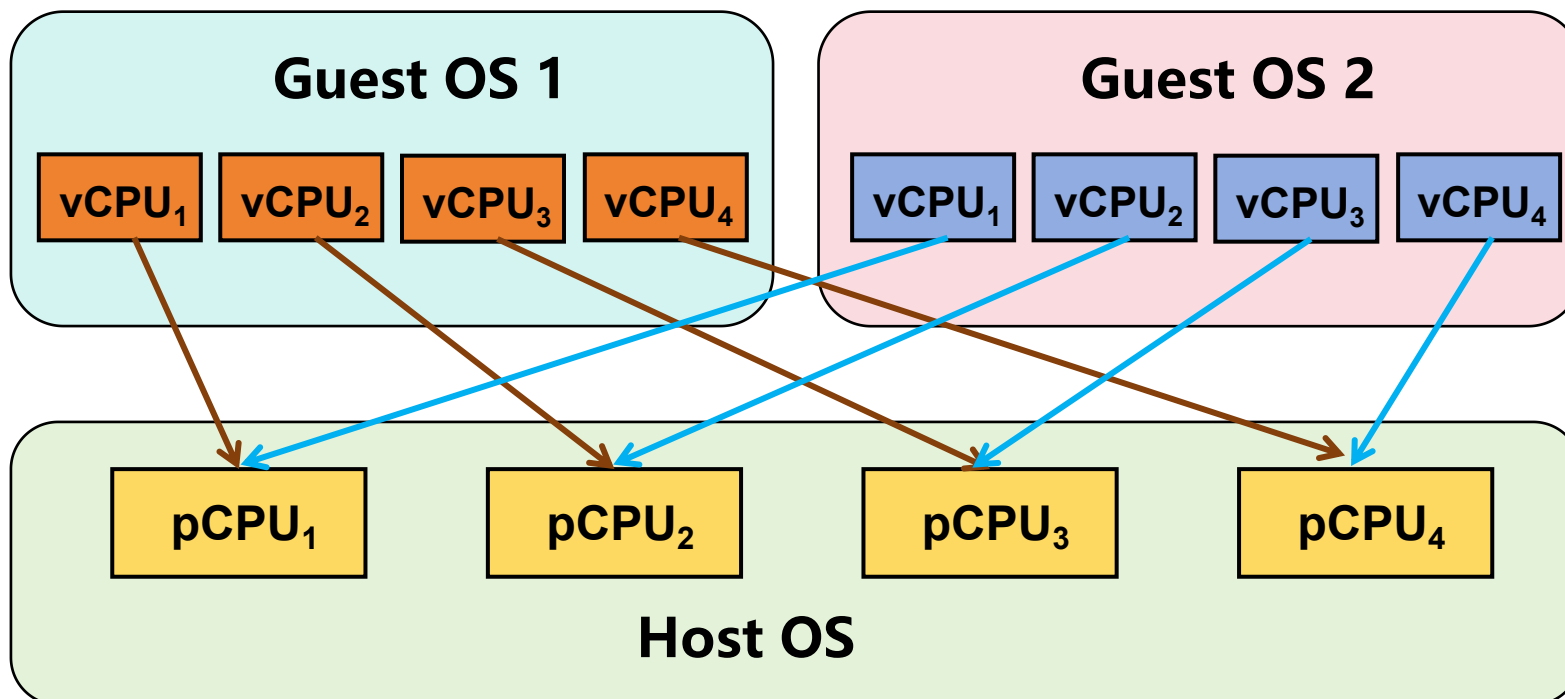 Guest OS 1
vCPU₁ vCPU₂ vCPU₃ vCPU₄
Guest OS 2
vCPU₁ vCPU₂ vCPU₃ vCPU₄
pCPU₁ pCPU₂ pCPU₃ pCPU₄
Host OS